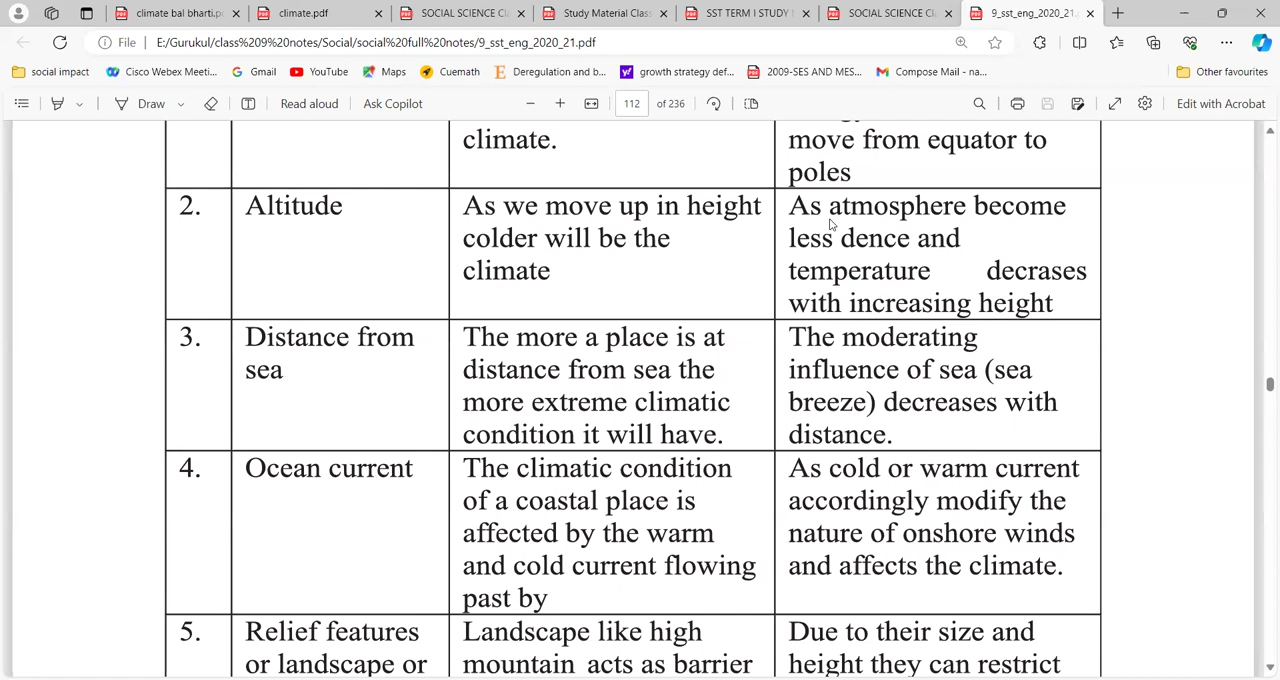 climate bal bharti.pd
climate.pdf
SOCIAL SCIENCE Clas
Study Material Class
SST TERM I STUDY M
SOCIAL SCIENCE Clas
9_sst_eng_2020_21.p
File
E:/Gurukul/class%209%20notes/Social/social%20full%20notes/9_sst_eng_2020_21.pdf
social impact
Cisco Webex Meeti...
Gmail
YouTube
Maps
Cuemath
Deregulation and b...
growth strategy def...
2009-SES AND MES...
Compose Mail - na...
Other favourites
Draw
Read aloud
Ask Copilot
112
of 236
Edit with Acrobat
climate.
move from equator to
poles
2.
Altitude
As we move up in height
colder will be the
climate
As atmosphere become
less dence and
temperature decrases
with increasing height
3.
Distance from
sea
The more a place is at
distance from sea the
more extreme climatic
condition it will have.
The moderating
influence of sea (sea
breeze) decreases with
distance.
4.
Ocean current
The climatic condition
of a coastal place is
affected by the warm
and cold current flowing
past by
As cold or warm current
accordingly modify the
nature of onshore winds
and affects the climate.
5.
Relief features
or landscape or
Landscape like high
mountain acts as barrier
Due to their size and
height they can restrict